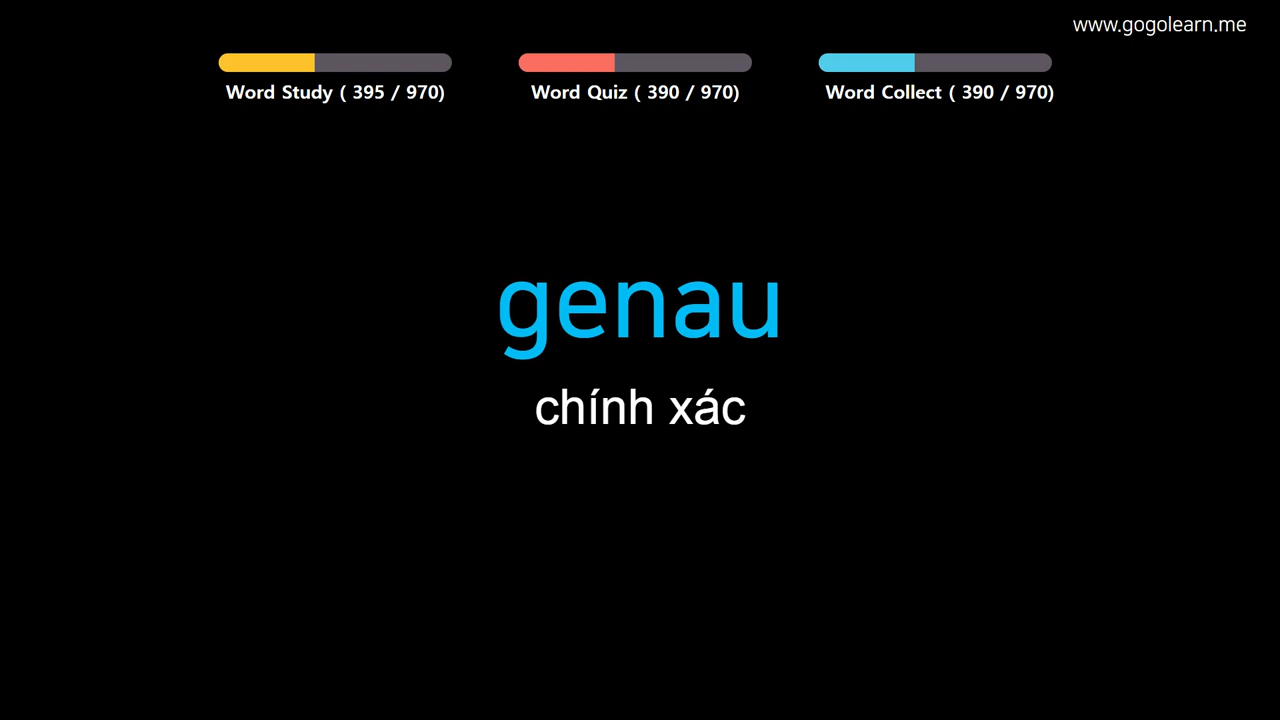 www.gogolearn.me
Word Study ( 395 / 970)
Word Quiz ( 390 / 970)
Word Collect ( 390 / 970)
genau
chính xác